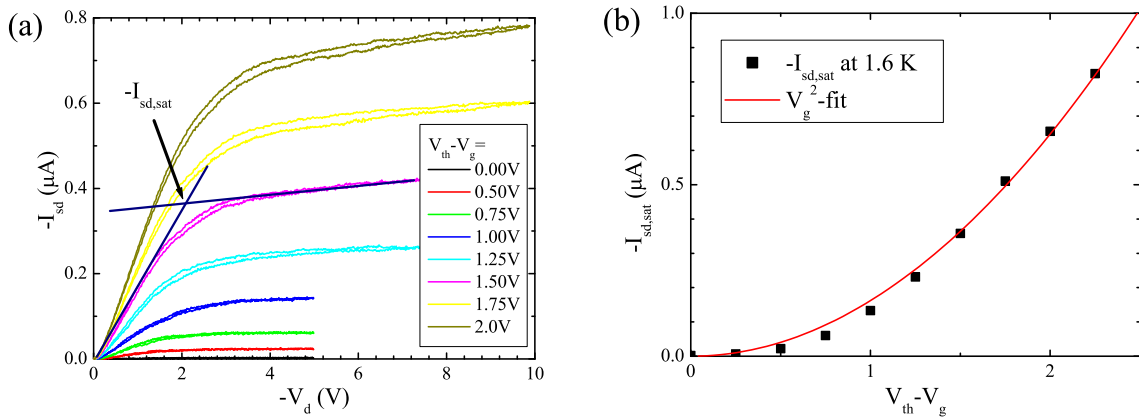 (a)
0.8
0.6
0.4
0.2
0.0
-I_sd (μA)
0 2 4 6 8 10
-V_d (V)
-I_sd,sat
V_th-V_g=
0.00V
0.50V
0.75V
1.00V
1.25V
1.50V
1.75V
2.0V
(b)
1.0
0.5
0.0
-I_sd,sat (μA)
0 1 2
V_th-V_g
-I_sd,sat at 1.6 K
V_g^2-fit